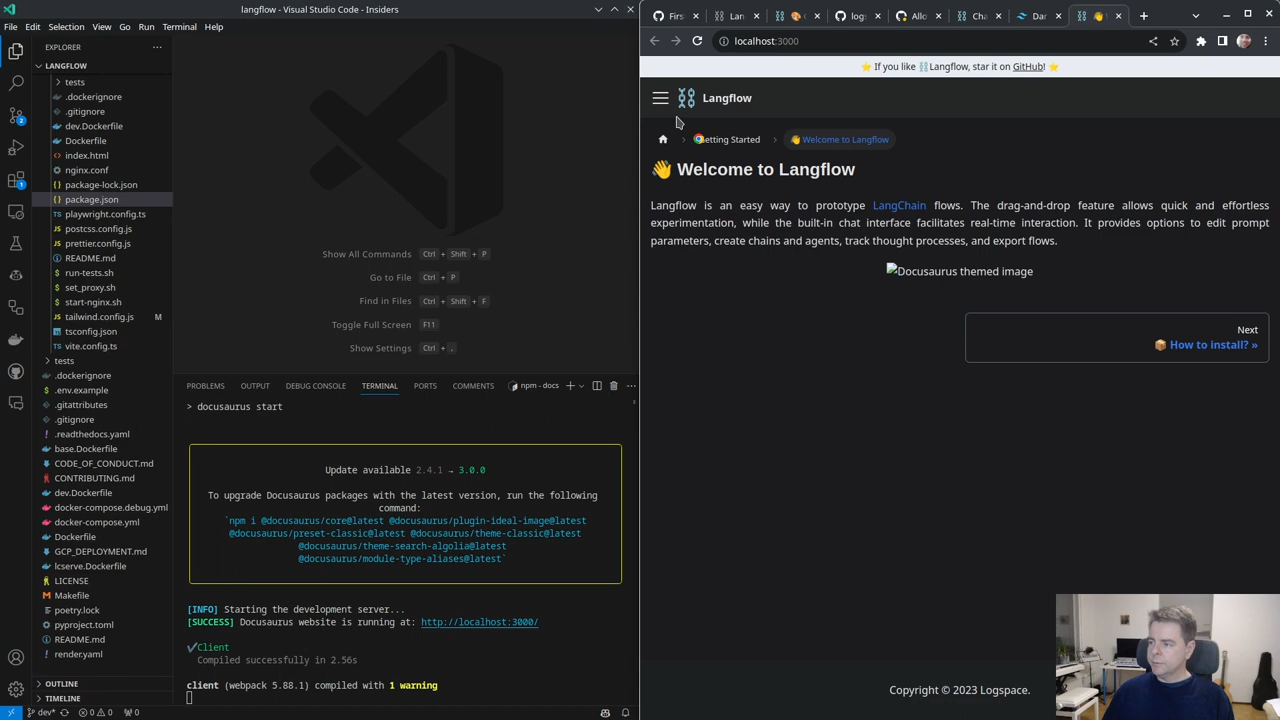 langflow - Visual Studio Code - Insiders
File Edit Selection View Go Run Terminal Help
EXPLORER
LANGFLOW
tests
.dockerignore
.gitignore
dev.Dockerfile
Dockerfile
index.html
nginx.conf
package-lock.json
package.json
playwright.config.ts
postcss.config.js
prettier.config.js
README.md
run-tests.sh
set_proxy.sh
start-nginx.sh
tailwind.config.js M
tsconfig.json
vite.config.ts
tests
.dockerignore
.env.example
.gitattributes
.gitignore
.readthedocs.yaml
base.Dockerfile
CODE_OF_CONDUCT.md
CONTRIBUTING.md
dev.Dockerfile
docker-compose.debug.yml
docker-compose.yml
Dockerfile
GCP_DEPLOYMENT.md
lcserve.Dockerfile
LICENSE
Makefile
poetry.lock
pyproject.toml
README.md
render.yaml
OUTLINE
TIMELINE
2
1
dev* 0 0 0
Show All Commands Ctrl + Shift + P
Go to File Ctrl + P
Find in Files Ctrl + Shift + F
Toggle Full Screen F11
Show Settings Ctrl + ,
PROBLEMS OUTPUT DEBUG CONSOLE TERMINAL PORTS COMMENTS npm - docs
> docusaurus start
Update available 2.4.1 → 3.0.0
To upgrade Docusaurus packages with the latest version, run the following
command:
`npm i @docusaurus/core@latest @docusaurus/plugin-ideal-image@latest
@docusaurus/preset-classic@latest @docusaurus/theme-classic@latest
@docusaurus/theme-search-algolia@latest
@docusaurus/module-type-aliases@latest`
[INFO] Starting the development server...
[SUCCESS] Docusaurus website is running at: http://localhost:3000/
✔Client
Compiled successfully in 2.56s
client (webpack 5.88.1) compiled with 1 warning
Firs Lan logs Allo Cha Dar
localhost:3000
⭐ If you like ⛓️Langflow, star it on GitHub! ⭐
Langflow
Getting Started 👋 Welcome to Langflow
👋 Welcome to Langflow
Langflow is an easy way to prototype LangChain flows. The drag-and-drop feature allows quick and effortless
experimentation, while the built-in chat interface facilitates real-time interaction. It provides options to edit prompt
parameters, create chains and agents, track thought processes, and export flows.
Docusaurus themed image
Next
📦 How to install? »
Copyright © 2023 Logspace.